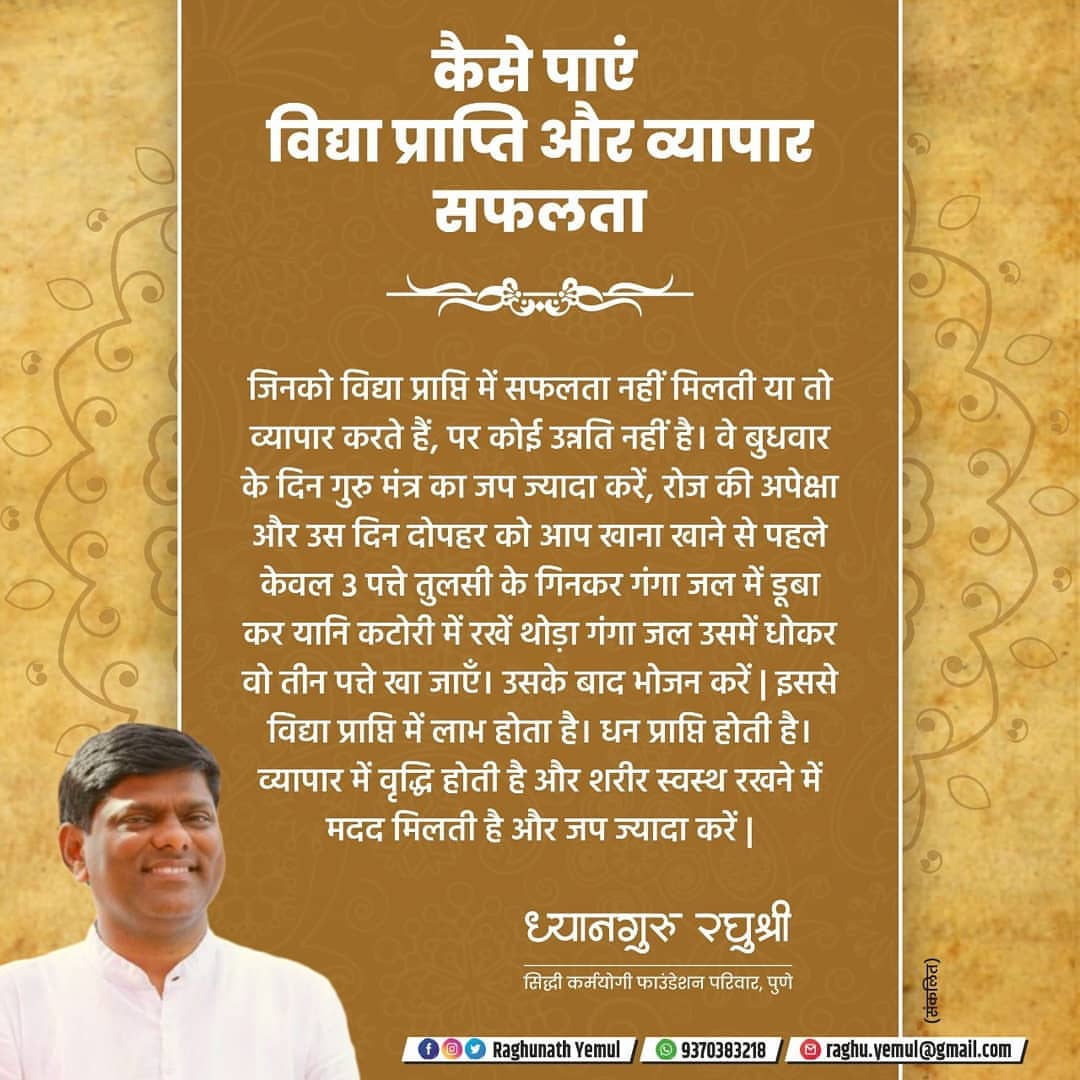 कैसे पाएं
विद्या प्राप्ति और व्यापार
सफलता
जिनको विद्या प्राप्ति में सफलता नहीं मिलती या तो
व्यापार करते हैं, पर कोई उन्नति नहीं है। वे बुधवार
के दिन गुरु मंत्र का जप ज्यादा करें, रोज की अपेक्षा
और उस दिन दोपहर को आप खाना खाने से पहले
केवल 3 पत्ते तुलसी के गिनकर गंगा जल में डूबा
कर यानि कटोरी में रखें थोड़ा गंगा जल उसमें धोकर
वो तीन पत्ते खा जाएँ। उसके बाद भोजन करें | इससे
विद्या प्राप्ति में लाभ होता है। धन प्राप्ति होती है।
व्यापार में वृद्धि होती है और शरीर स्वस्थ रखने में
मदद मिलती है और जप ज्यादा करें |
ध्यानगुरु रघुश्री
सिद्धी कर्मयोगी फाउंडेशन परिवार, पुणे
(संकलित)
Raghunath Yemul
9370383218
raghu.yemul@gmail.com